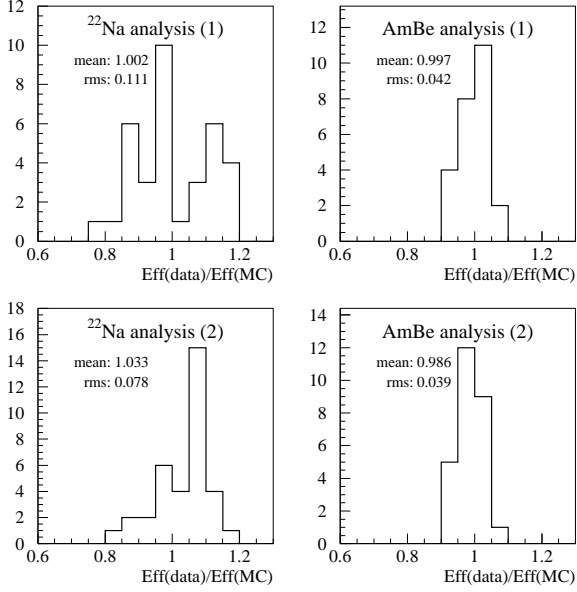 ²²Na analysis (1)
mean: 1.002
rms: 0.111
12
10
8
6
4
2
0
0.6 0.8 1 1.2
Eff(data)/Eff(MC)
AmBe analysis (1)
mean: 0.997
rms: 0.042
12
10
8
6
4
2
0
0.6 0.8 1 1.2
Eff(data)/Eff(MC)
²²Na analysis (2)
mean: 1.033
rms: 0.078
18
16
14
12
10
8
6
4
2
0
0.6 0.8 1 1.2
Eff(data)/Eff(MC)
AmBe analysis (2)
mean: 0.986
rms: 0.039
14
12
10
8
6
4
2
0
0.6 0.8 1 1.2
Eff(data)/Eff(MC)